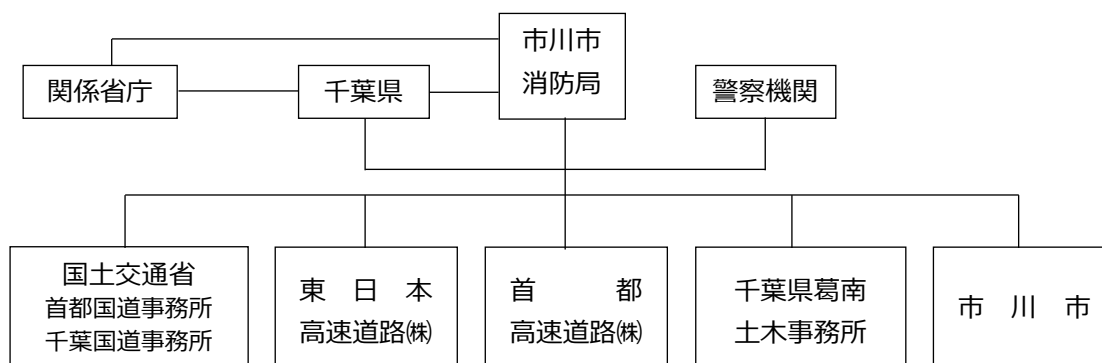 市川市
消防局
関係省庁
千葉県
警察機関
国土交通省
首都国道事務所
千葉国道事務所
東日本
高速道路㈱
首都
高速道路㈱
千葉県葛南
土木事務所
市川市